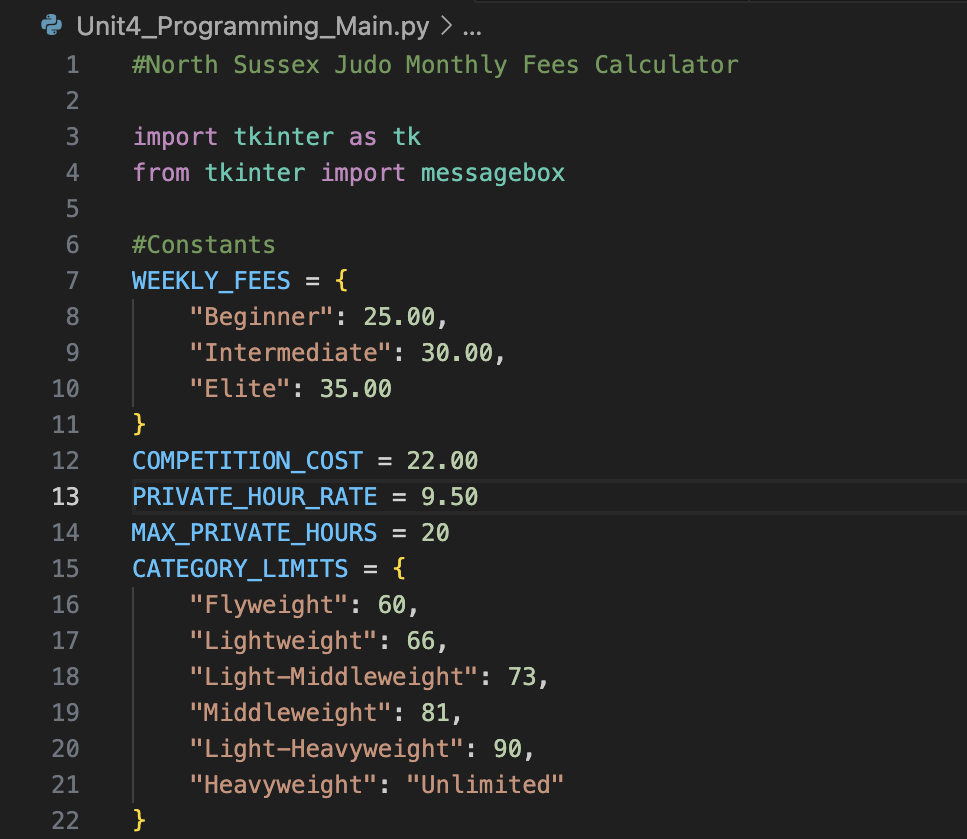 Unit4_Programming_Main.py > ...
1 #North Sussex Judo Monthly Fees Calculator
2
3 import tkinter as tk
4 from tkinter import messagebox
5
6 #Constants
7 WEEKLY_FEES = {
8     "Beginner": 25.00,
9     "Intermediate": 30.00,
10     "Elite": 35.00
11 }
12 COMPETITION_COST = 22.00
13 PRIVATE_HOUR_RATE = 9.50
14 MAX_PRIVATE_HOURS = 20
15 CATEGORY_LIMITS = {
16     "Flyweight": 60,
17     "Lightweight": 66,
18     "Light-Middleweight": 73,
19     "Middleweight": 81,
20     "Light-Heavyweight": 90,
21     "Heavyweight": "Unlimited"
22 }